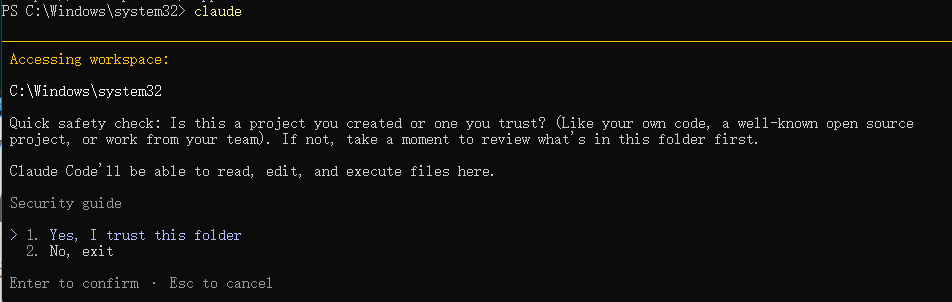 PS C:\Windows\system32> claude
Accessing workspace:
C:\Windows\system32
Quick safety check: Is this a project you created or one you trust? (Like your own code, a well-known open source
project, or work from your team). If not, take a moment to review what's in this folder first.
Claude Code'll be able to read, edit, and execute files here.
Security guide
> 1. Yes, I trust this folder
2. No, exit
Enter to confirm · Esc to cancel